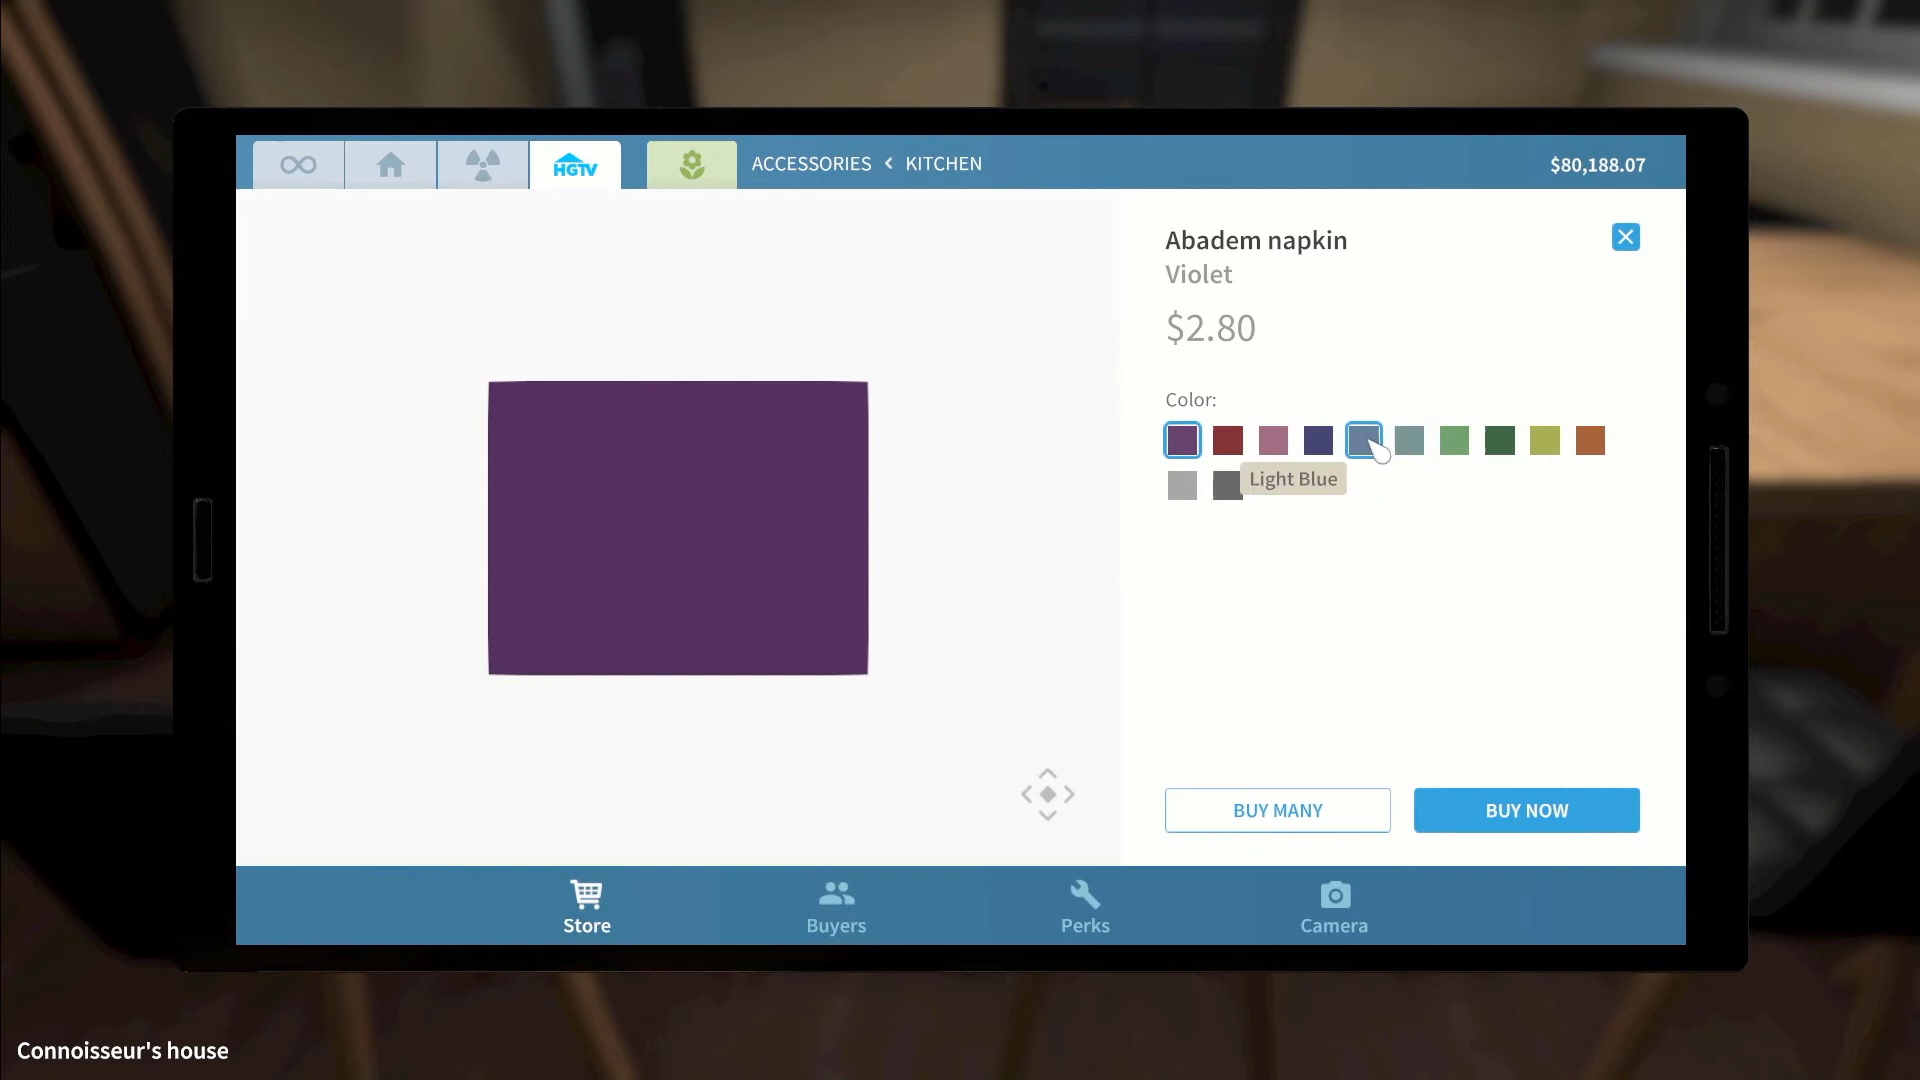 HGTV
ACCESSORIES < KITCHEN
$80,188.07
Abadem napkin
Violet
$2.80
Color:
Light Blue
BUY MANY
BUY NOW
Store
Buyers
Perks
Camera
Connoisseur's house